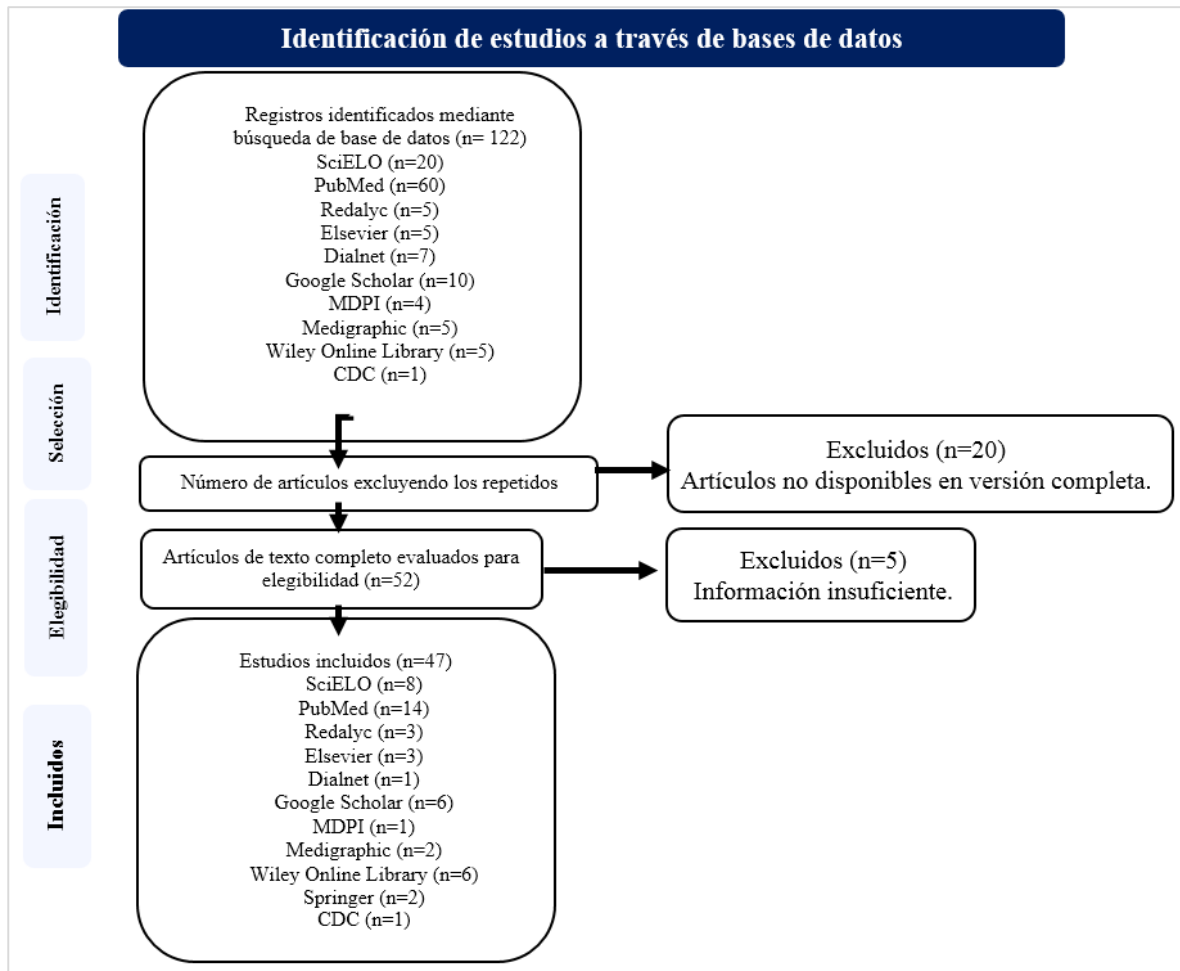 Identificación de estudios a través de bases de datos
Identificación
Registros identificados mediante
búsqueda de base de datos (n= 122)
SciELO (n=20)
PubMed (n=60)
Redalyc (n=5)
Elsevier (n=5)
Dialnet (n=7)
Google Scholar (n=10)
MDPI (n=4)
Medigraphic (n=5)
Wiley Online Library (n=5)
CDC (n=1)
Selección
Número de artículos excluyendo los repetidos
Excluidos (n=20)
Artículos no disponibles en versión completa.
Elegibilidad
Artículos de texto completo evaluados para
elegibilidad (n=52)
Excluidos (n=5)
Información insuficiente.
Incluidos
Estudios incluidos (n=47)
SciELO (n=8)
PubMed (n=14)
Redalyc (n=3)
Elsevier (n=3)
Dialnet (n=1)
Google Scholar (n=6)
MDPI (n=1)
Medigraphic (n=2)
Wiley Online Library (n=6)
Springer (n=2)
CDC (n=1)